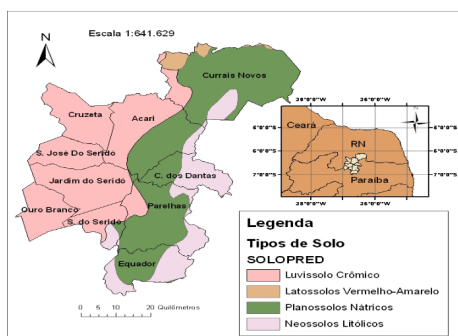 N
Escala 1:641.629
Currais Novos
Cruzeta
Acari
S. José Do Seridó
Jardim do Seridó
C. dos Dantas
Ouro Branco
Parelhas
S. do Seridó
Equador
0 5 10 20 Quilômetros
Ceará
RN
Paraíba
Legenda
Tipos de Solo
SOLOPRED
Luvissolo Crômico
Latossolos Vermelho-Amarelo
Planossolos Nátricos
Neossolos Litólicos